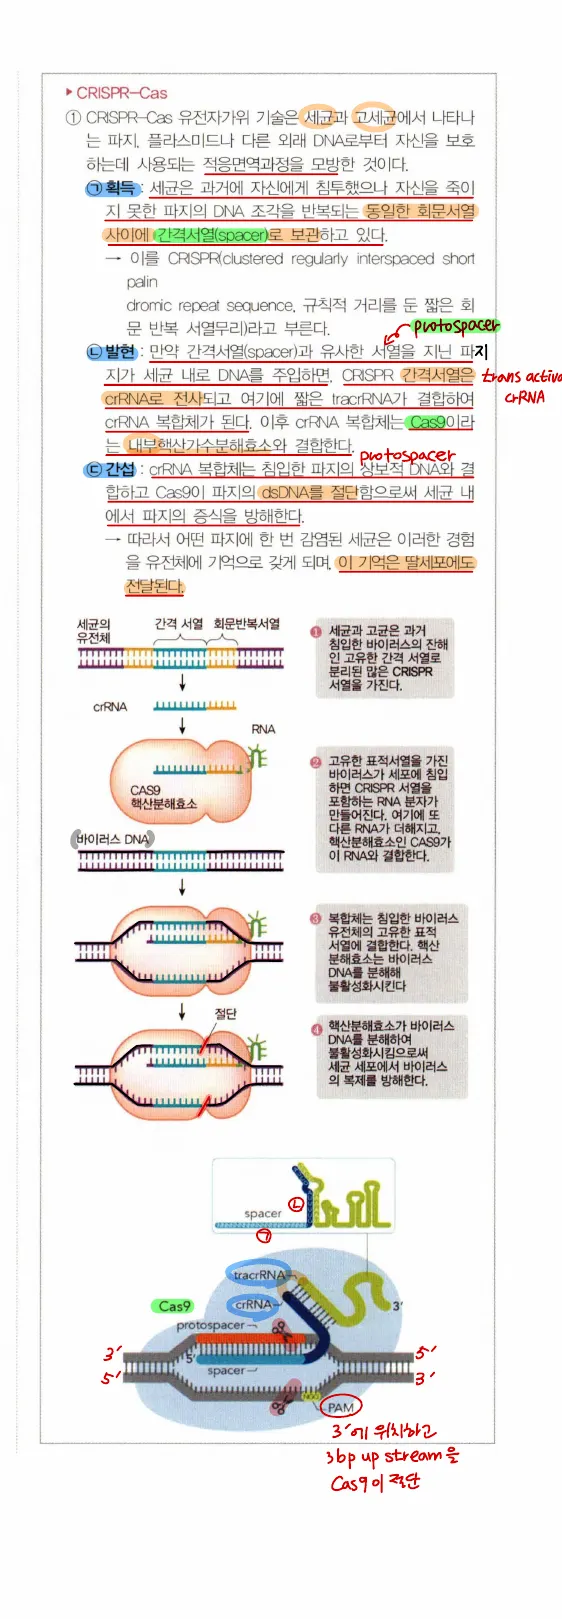 ▶ CRISPR-Cas
① CRISPR-Cas 유전자가위 기술은 세균과 고세균에서 나타나
는 파지, 플라스미드나 다른 외래 DNA로부터 자신을 보호
하는데 사용되는 적응면역과정을 모방한 것이다.
㉠ 획득 : 세균은 과거에 자신에게 침투했으나 자신을 죽이
지 못한 파지의 DNA 조각을 반복되는 동일한 회문서열
사이에 간격서열(spacer)로 보관하고 있다.
→ 이를 CRISPR(clustered regularly interspaced short
palin
dromic repeat sequence, 규칙적 거리를 둔 짧은 회
문 반복 서열무리)라고 부른다.
protospacer
㉡ 발현 : 만약 간격서열(spacer)과 유사한 서열을 지닌 파지
지가 세균 내로 DNA를 주입하면, CRISPR 간격서열은
trans activa
crRNA
crRNA로 전사되고 여기에 짧은 tracrRNA가 결합하여
crRNA 복합체가 된다. 이후 crRNA 복합체는 Cas9이라
는 내부핵산가수분해효소와 결합한다.
protospacer
㉢ 간섭 : crRNA 복합체는 침입한 파지의 상보적 DNA와 결
합하고 Cas9이 파지의 dsDNA를 절단함으로써 세균 내
에서 파지의 증식을 방해한다.
→ 따라서 어떤 파지에 한 번 감염된 세균은 이러한 경험
을 유전체에 기억으로 갖게 되며, 이 기억은 딸세포에도
전달된다.
세균의
유전체
간격 서열
회문반복서열
crRNA
RNA
CAS9
핵산분해효소
(바이러스 DNA)
절단
① 세균과 고균은 과거
침입한 바이러스의 잔해
인 고유한 간격 서열로
분리된 많은 CRISPR
서열을 가진다.
② 고유한 표적서열을 가진
바이러스가 세포에 침입
하면 CRISPR 서열을
포함하는 RNA 분자가
만들어진다. 여기에 또
다른 RNA가 더해지고,
핵산분해효소인 CAS9가
이 RNA와 결합한다.
③ 복합체는 침입한 바이러스
유전체의 고유한 표적
서열에 결합한다. 핵산
분해효소는 바이러스
DNA를 분해해
불활성화시킨다
④ 핵산분해효소가 바이러스
DNA를 분해하여
불활성화시킴으로써
세균 세포에서 바이러스
의 복제를 방해한다.
spacer
㉠
㉡
tracrRNA
crRNA
Cas9
protospacer
3'
3'
5'
5'
5'
3'
spacer
NGG
PAM
3'에 위치하고
3bp up stream을
Cas9이 절단